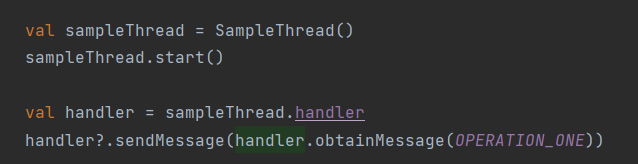 val sampleThread = SampleThread()
sampleThread.start()
val handler = sampleThread.handler
handler?.sendMessage(handler.obtainMessage(OPERATION_ONE))